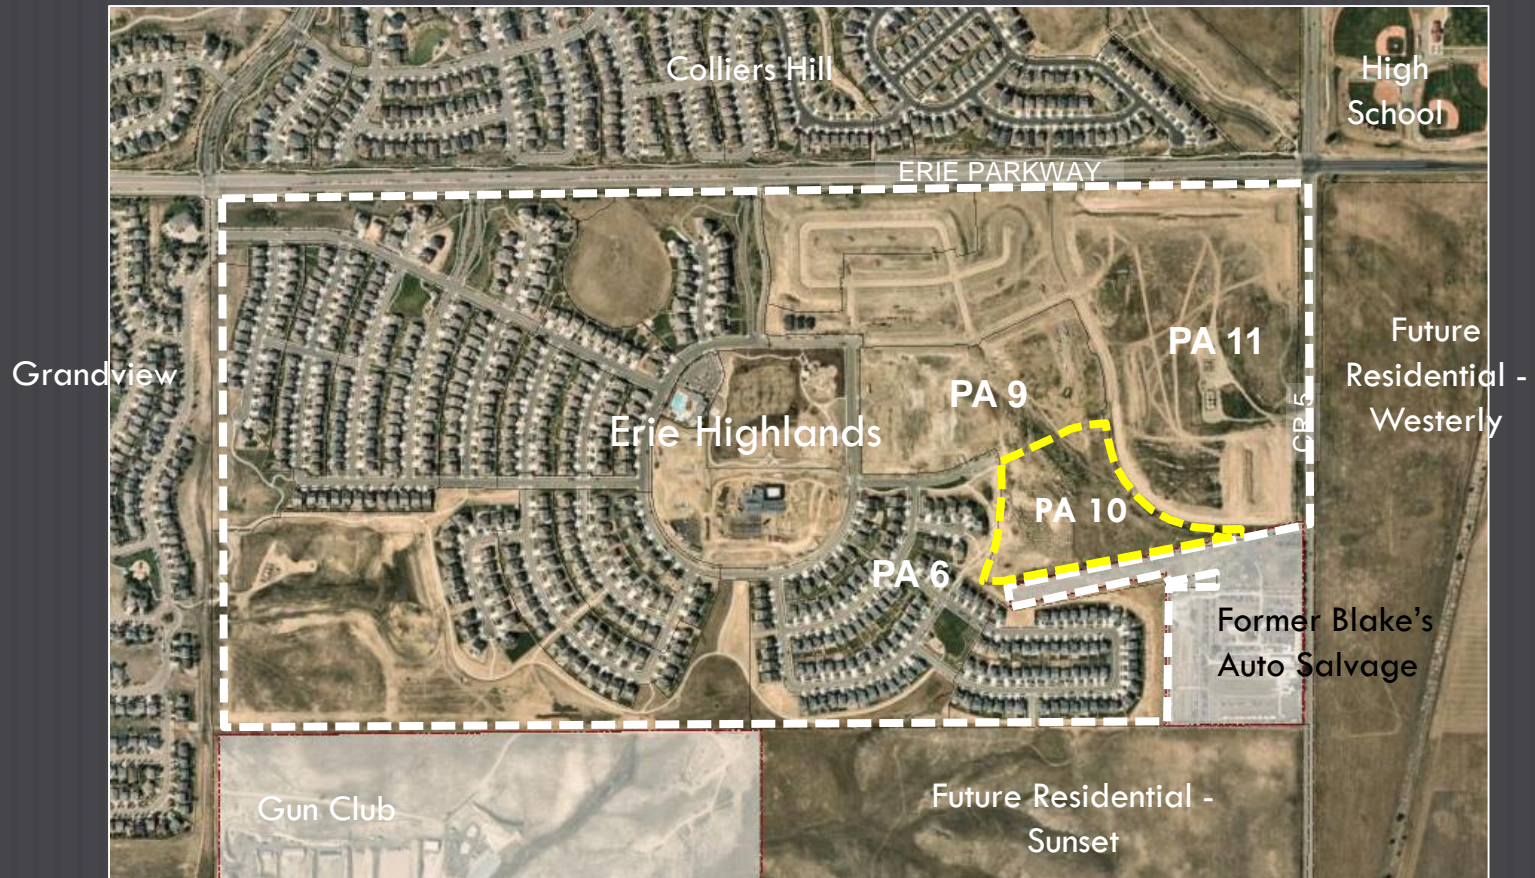 Colliers Hill
High
School
ERIE PARKWAY
Grandview
PA 11
Future
Residential -
Westerly
PA 9
CR 5
Erie Highlands
PA 10
PA 6
Former Blake’s
Auto Salvage
Gun Club
Future Residential -
Sunset